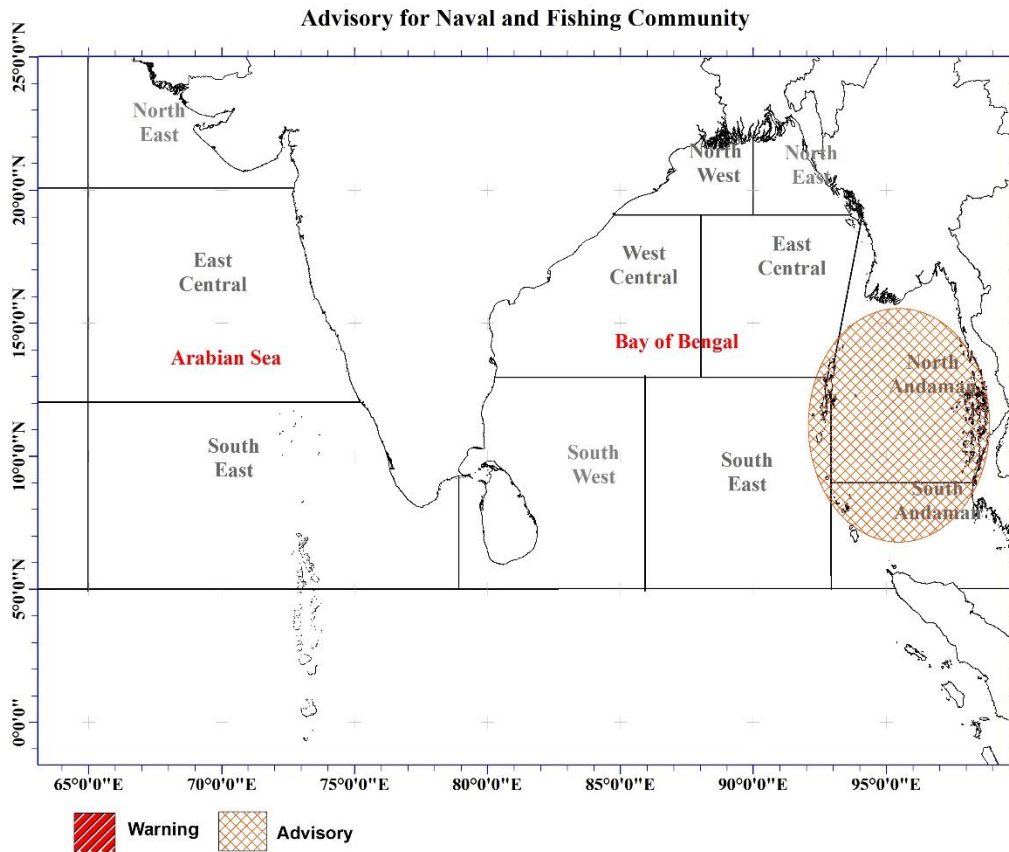 Advisory for Naval and Fishing Community
25°0'0"N
20°0'0"N
15°0'0"N
10°0'0"N
5°0'0"N
0°0'0"
North
East
North
West
North
East
East
Central
West
Central
East
Central
Arabian Sea
Bay of Bengal
North
Andaman
South
East
South
West
South
East
South
Andaman
65°0'0"E
70°0'0"E
75°0'0"E
80°0'0"E
85°0'0"E
90°0'0"E
95°0'0"E
Warning
Advisory